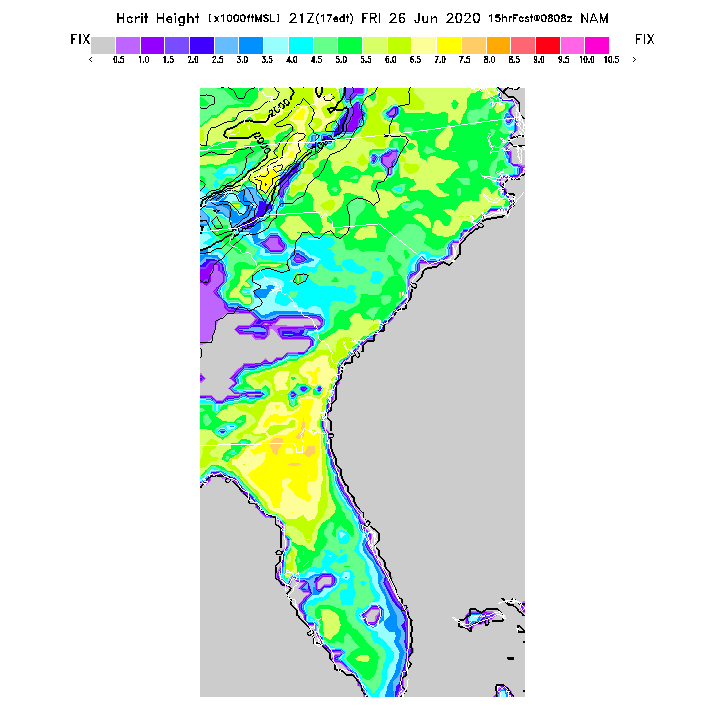 Hcrit Height [x1000ftMSL] 21Z(17edt) FRI 26 Jun 2020 15hrFcst@0808z NAM
FIX FIX
< 0.5 1.0 1.5 2.0 2.5 3.0 3.5 4.0 4.5 5.0 5.5 6.0 6.5 7.0 7.5 8.0 8.5 9.0 9.5 10.0 10.5 >
2000